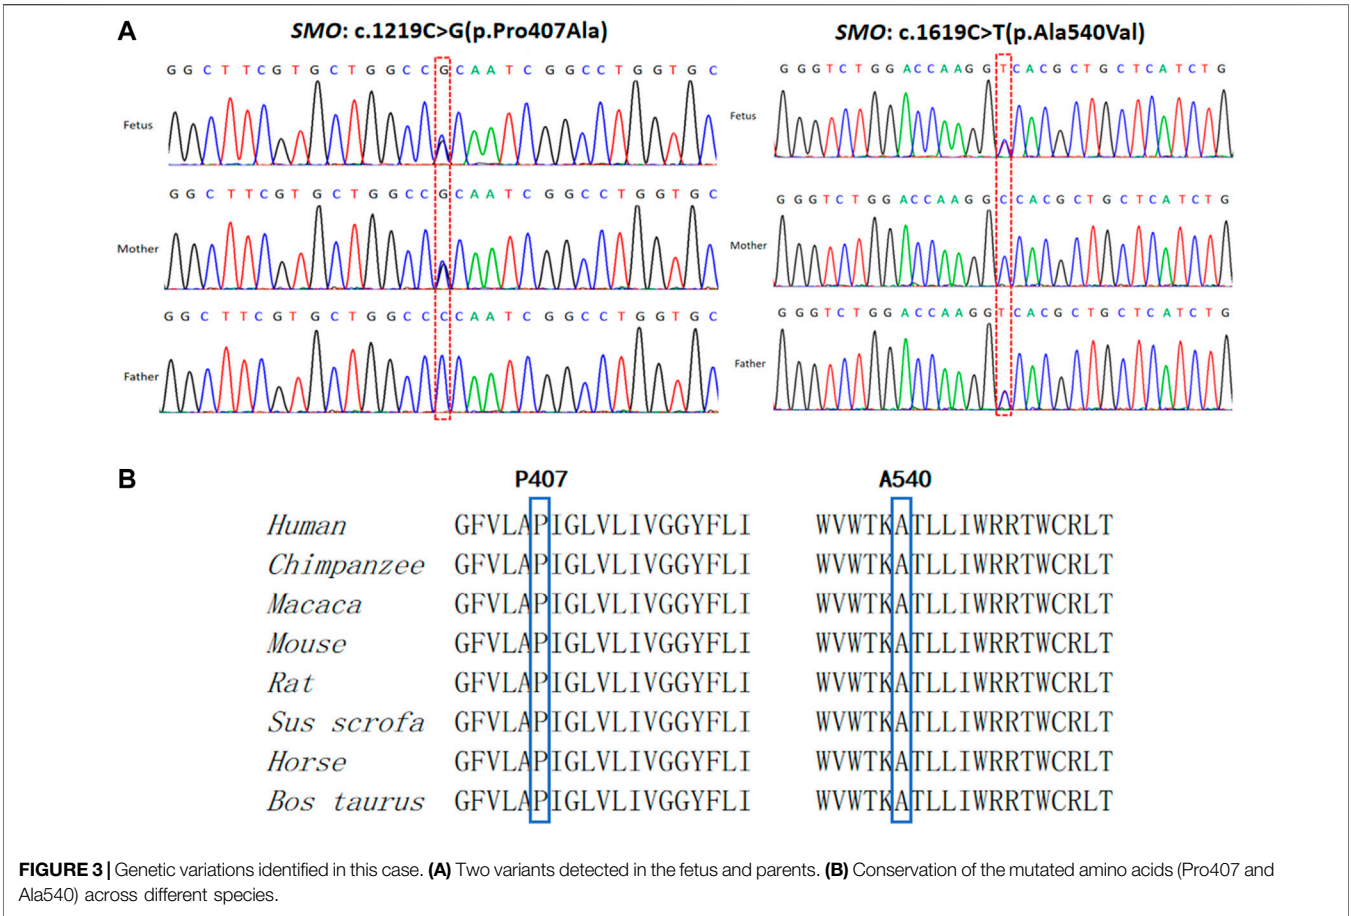 A
SMO: c.1219C>G(p.Pro407Ala)
SMO: c.1619C>T(p.Ala540Val)
G G C T T C G T G C T G G C C G C A A T C G G C C T G G T G C
Fetus
G G C T T C G T G C T G G C C G C A A T C G G C C T G G T G C
Mother
G G C T T C G T G C T G G C C C C A A T C G G C C T G G T G C
Father
G G G T C T G G A C C A A G G T C A C G C T G C T C A T C T G
Fetus
G G G T C T G G A C C A A G G C C A C G C T G C T C A T C T G
Mother
G G G T C T G G A C C A A G G T C A C G C T G C T C A T C T G
Father
B
P407 A540
Human GFVLAPIGLVLIVGGYFLI WVWTKATLLIWRRTWCRLT
Chimpanzee GFVLAPIGLVLIVGGYFLI WVWTKATLLIWRRTWCRLT
Macaca GFVLAPIGLVLIVGGYFLI WVWTKATLLIWRRTWCRLT
Mouse GFVLAPIGLVLIVGGYFLI WVWTKATLLIWRRTWCRLT
Rat GFVLAPIGLVLIVGGYFLI WVWTKATLLIWRRTWCRLT
Sus scrofa GFVLAPIGLVLIVGGYFLI WVWTKATLLIWRRTWCRLT
Horse GFVLAPIGLVLIVGGYFLI WVWTKATLLIWRRTWCRLT
Bos taurus GFVLAPIGLVLIVGGYFLI WVWTKATLLIWRRTWCRLT
FIGURE 3 | Genetic variations identified in this case. (A) Two variants detected in the fetus and parents. (B) Conservation of the mutated amino acids (Pro407 and
Ala540) across different species.